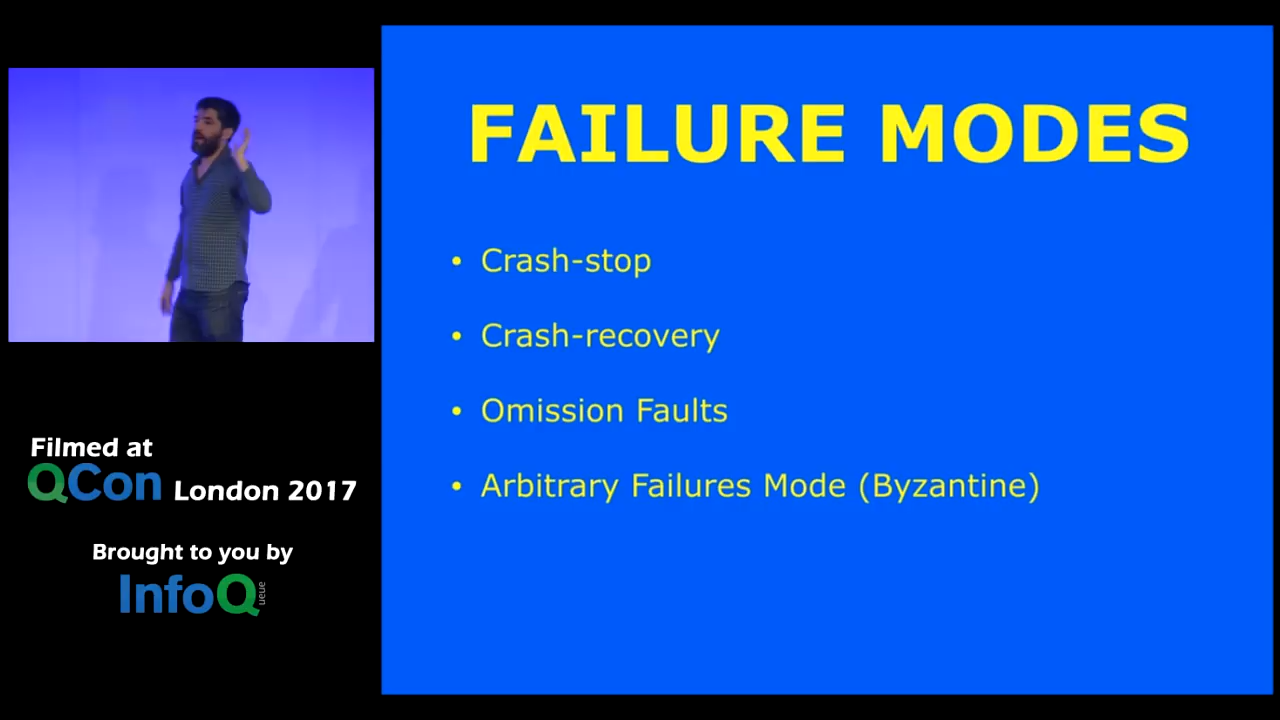 FAILURE MODES
• Crash-stop
• Crash-recovery
• Omission Faults
• Arbitrary Failures Mode (Byzantine)
Filmed at
QCon London 2017
Brought to you by
InfoQueue